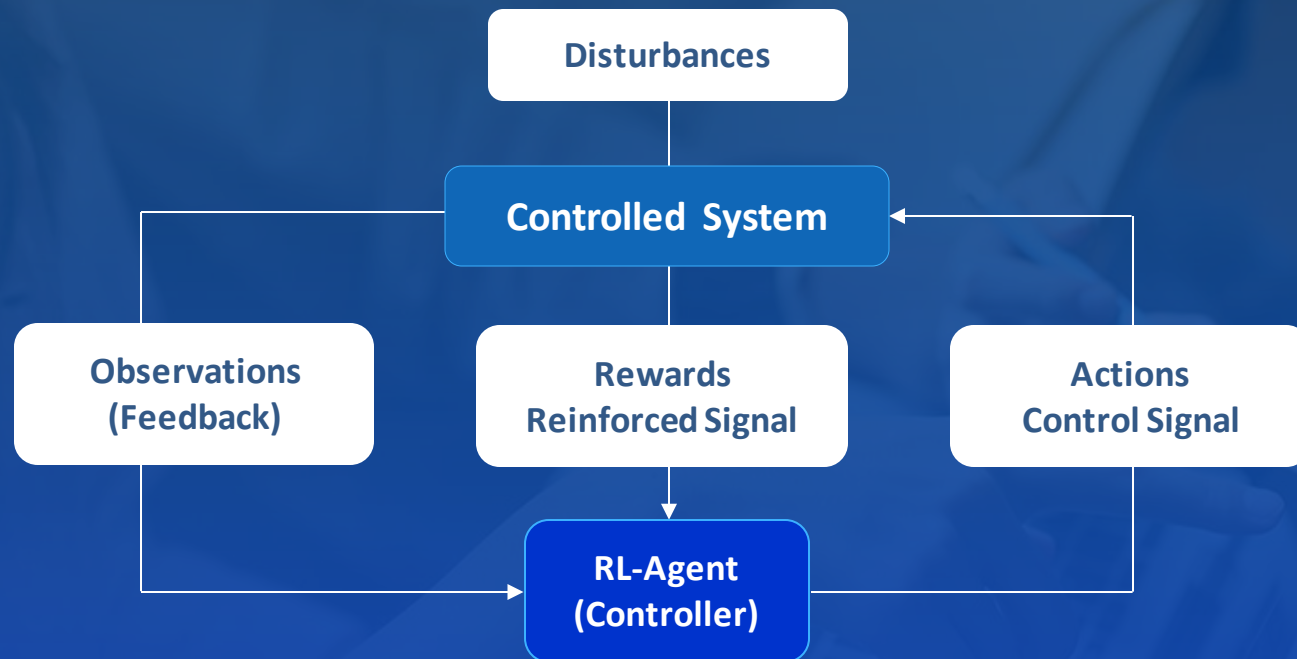 Disturbances
Controlled System
Observations
(Feedback)
Rewards
Reinforced Signal
Actions
Control Signal
RL-Agent
(Controller)